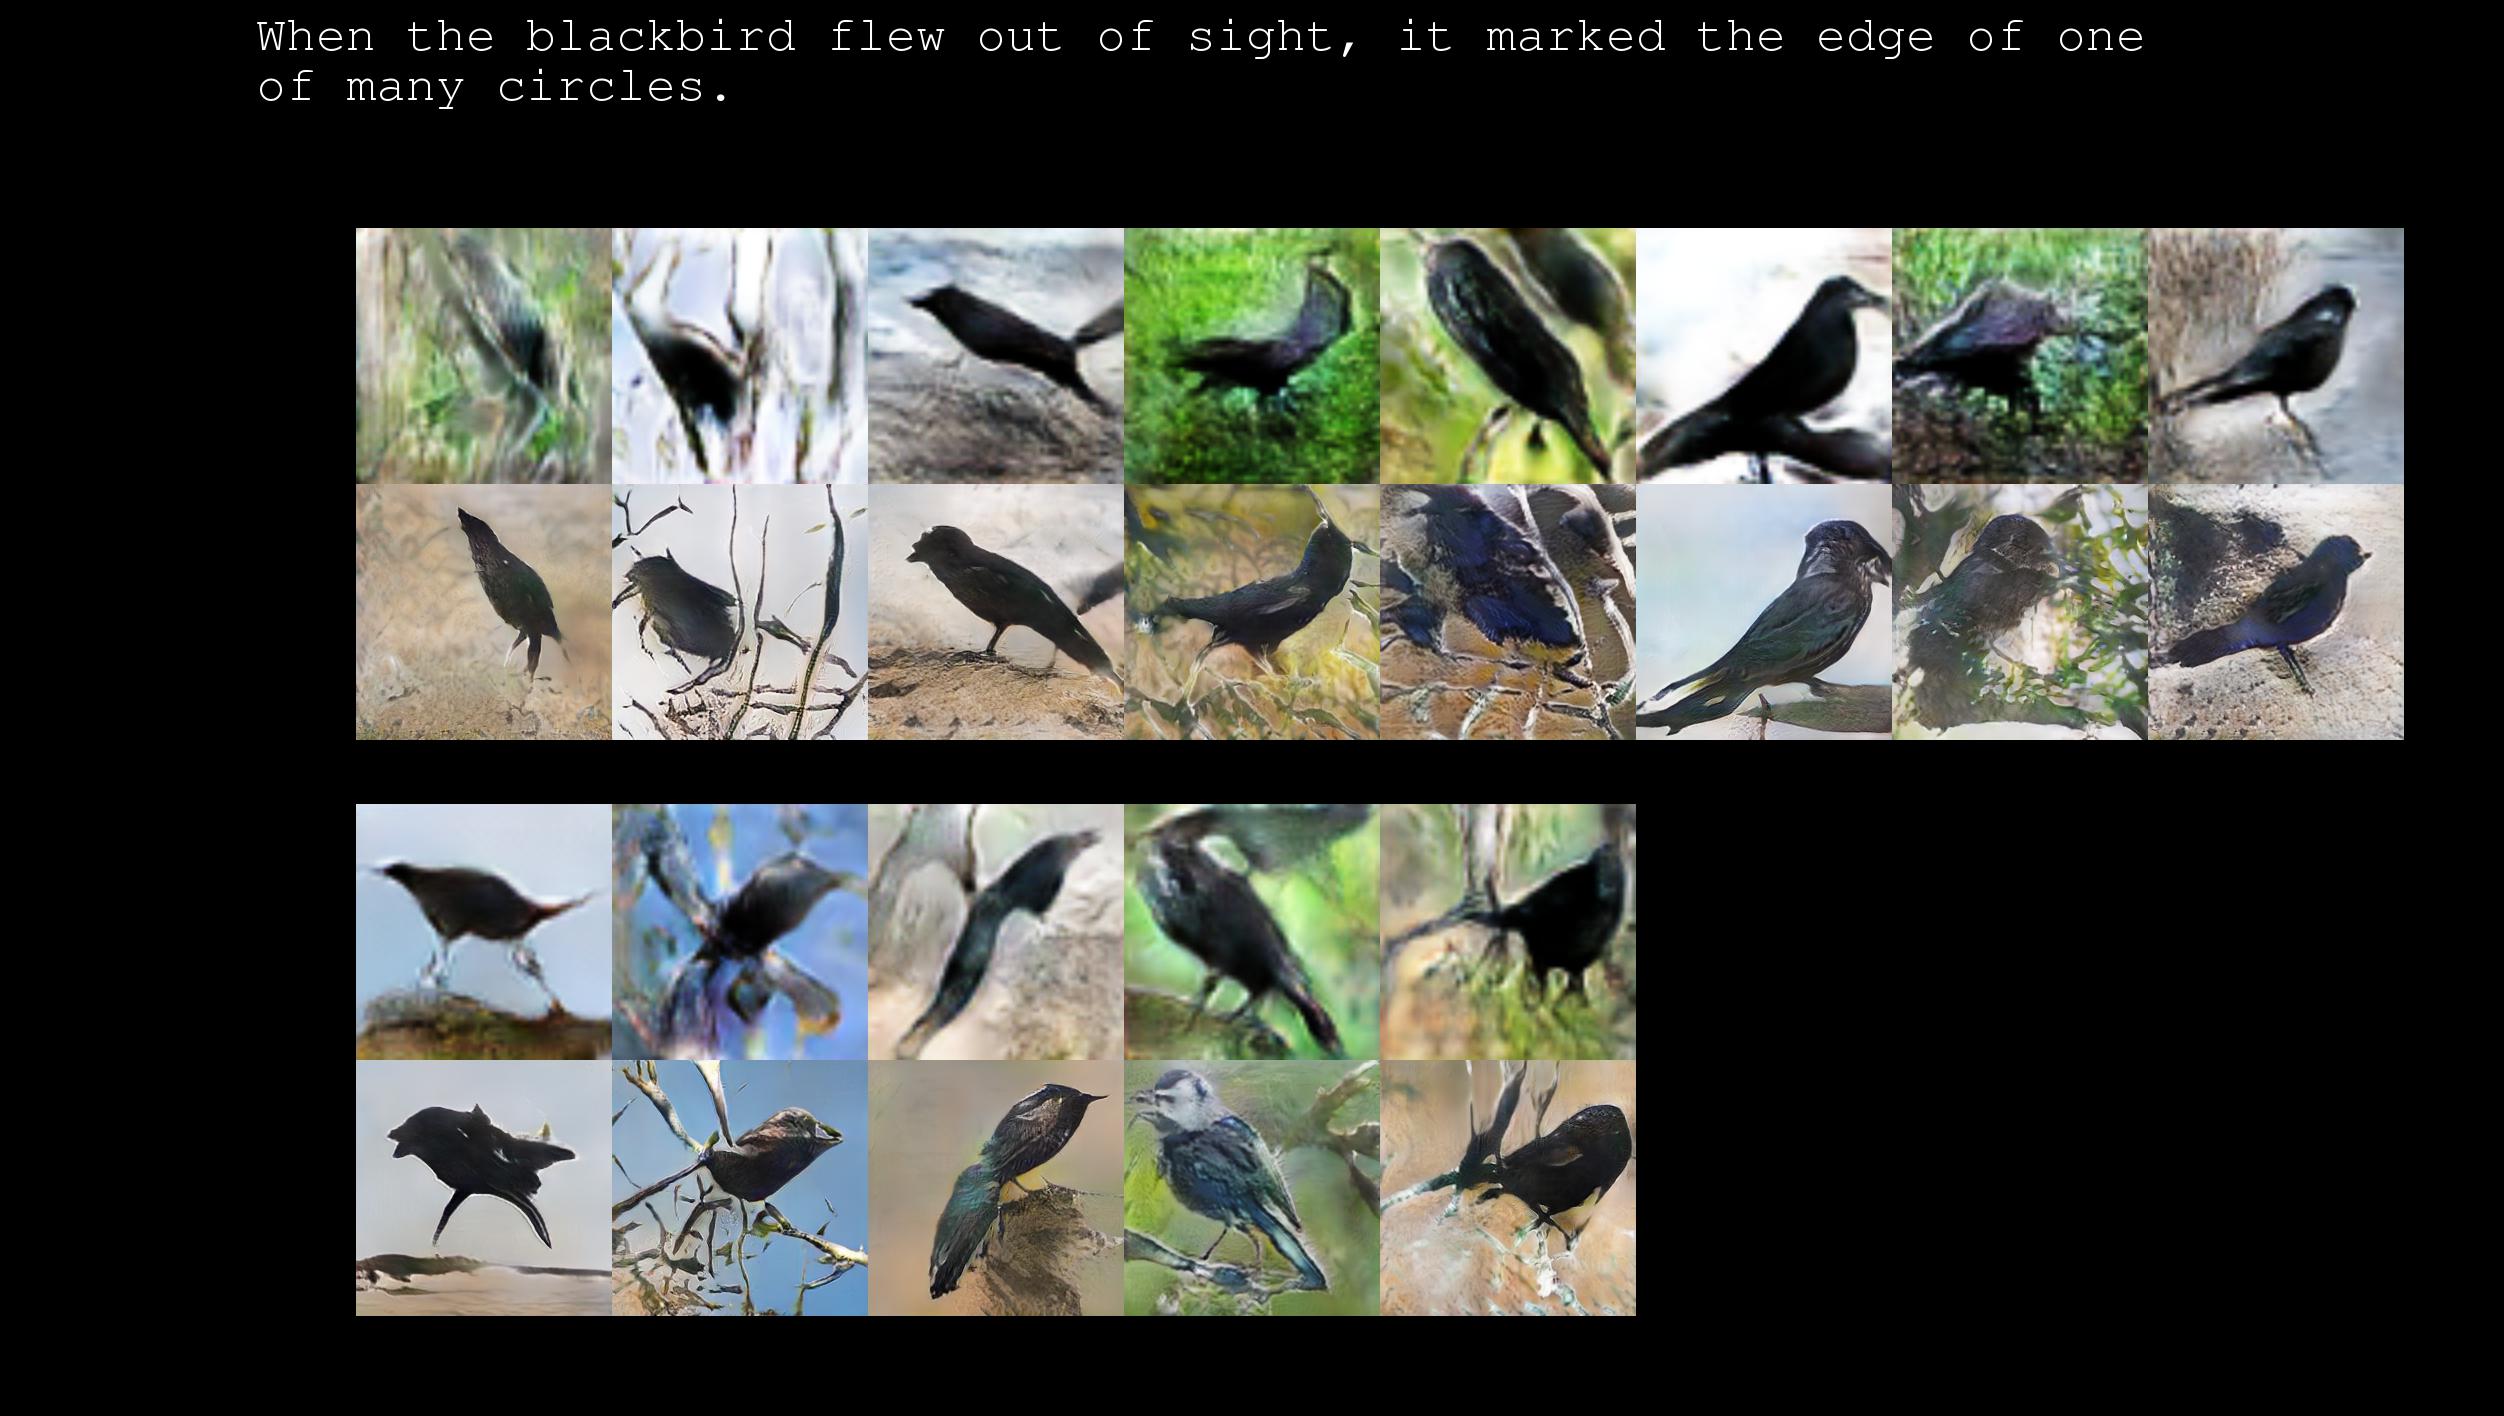 When the blackbird flew out of sight, it marked the edge of one
of many circles.